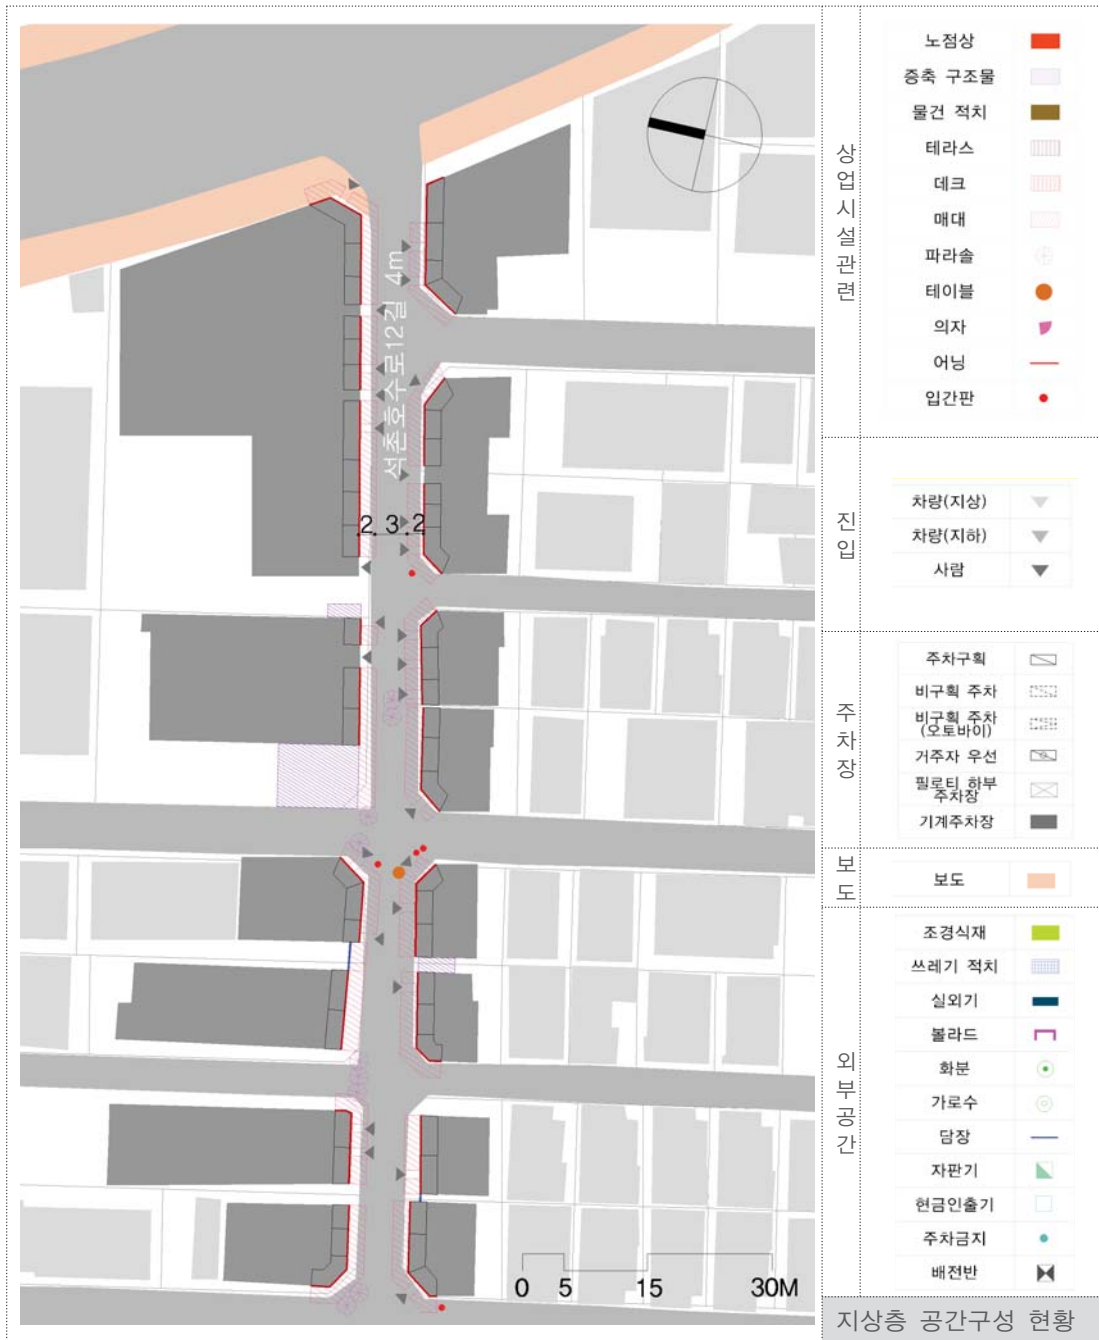 석촌호수로12길 4m
2 3 2
0 5 15 30M
상업시설관련
노점상
증축 구조물
물건 적치
테라스
데크
매대
파라솔
테이블
의자
어닝
입간판
진입
차량(지상)
차량(지하)
사람
주차장
주차구획
비구획 주차
비구획 주차
(오토바이)
거주자 우선
필로티 하부
주차장
기계주차장
보도
보도
외부공간
조경식재
쓰레기 적치
실외기
볼라드
화분
가로수
담장
자판기
현금인출기
주차금지
배전반
지상층 공간구성 현황